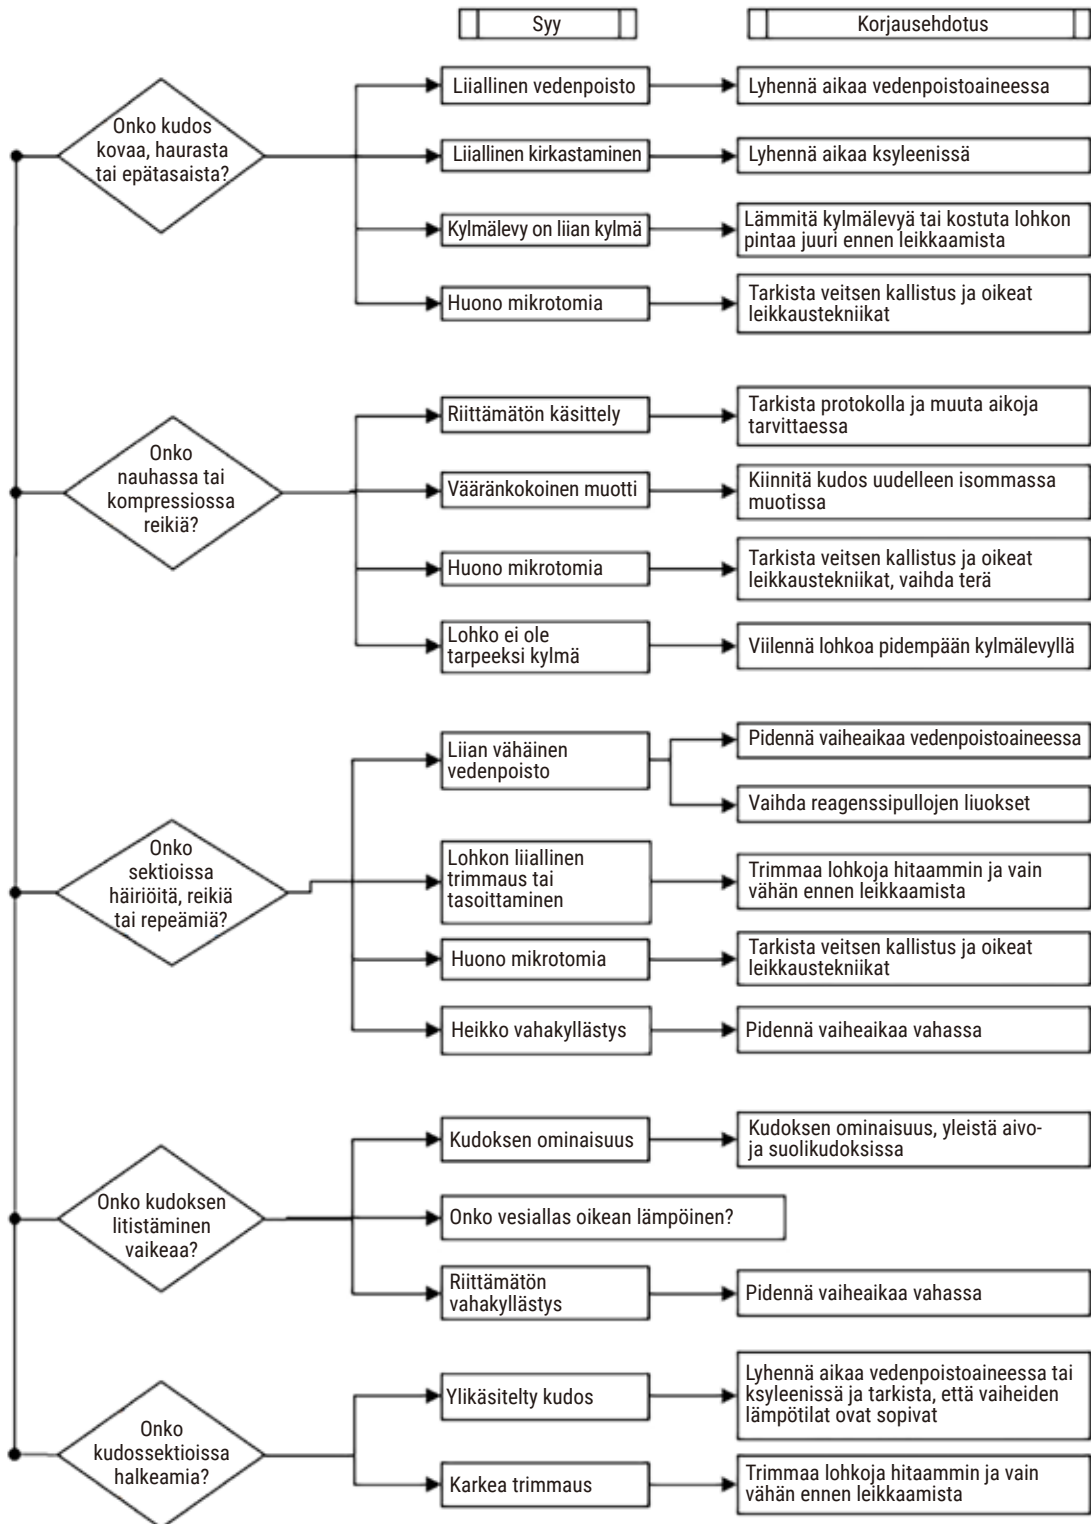 Syy
Korjausehdotus
Onko kudos
kovaa, haurasta
tai epätasaista?
Liiallinen vedenpoisto
Lyhennä aikaa vedenpoistoaineessa
Liiallinen kirkastaminen
Lyhennä aikaa ksyleenissä
Kylmälevy on liian kylmä
Lämmitä kylmälevyä tai kostuta lohkon
pintaa juuri ennen leikkaamista
Huono mikrotomia
Tarkista veitsen kallistus ja oikeat
leikkaustekniikat
Onko
nauhassa tai
kompressiossa
reikiä?
Riittämätön käsittely
Tarkista protokolla ja muuta aikoja
tarvittaessa
Vääränkokoinen muotti
Kiinnitä kudos uudelleen isommassa
muotissa
Huono mikrotomia
Tarkista veitsen kallistus ja oikeat
leikkaustekniikat, vaihda terä
Lohko ei ole
tarpeeksi kylmä
Viilennä lohkoa pidempään kylmälevyllä
Onko
sektioissa
häiriöitä, reikiä
tai repeämiä?
Liian vähäinen
vedenpoisto
Pidennä vaiheaikaa vedenpoistoaineessa
Vaihda reagenssipullojen liuokset
Lohkon liiallinen
trimmaus tai
tasoittaminen
Trimmaa lohkoja hitaammin ja vain
vähän ennen leikkaamista
Huono mikrotomia
Tarkista veitsen kallistus ja oikeat
leikkaustekniikat
Heikko vahakyllästys
Pidennä vaiheaikaa vahassa
Onko kudoksen
litistäminen
vaikeaa?
Kudoksen ominaisuus
Kudoksen ominaisuus, yleistä aivo-
ja suolikudoksissa
Onko vesiallas oikean lämpöinen?
Riittämätön
vahakyllästys
Pidennä vaiheaikaa vahassa
Onko
kudossektioissa
halkeamia?
Ylikäsitelty kudos
Lyhennä aikaa vedenpoistoaineessa tai
ksyleenissä ja tarkista, että vaiheiden
lämpötilat ovat sopivat
Karkea trimmaus
Trimmaa lohkoja hitaammin ja vain
vähän ennen leikkaamista